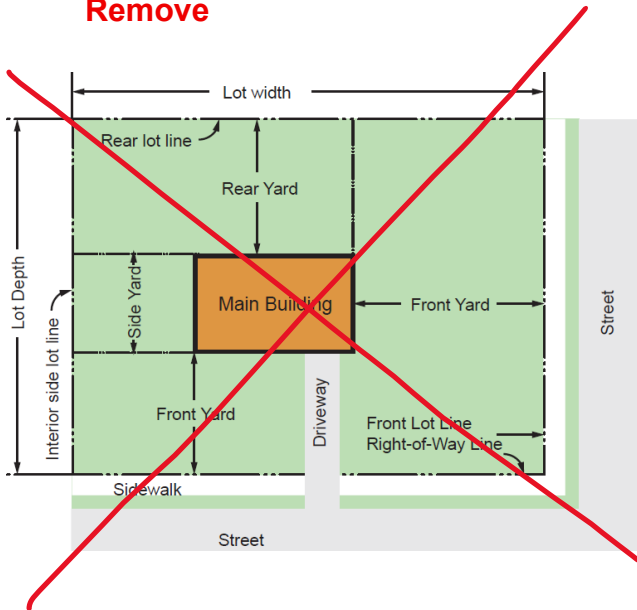 Remove
Lot width
Rear lot line
Rear Yard
Lot Depth
Interior side lot line
Side Yard
Main Building
Front Yard
Street
Front Yard
Driveway
Front Lot Line
Right-of-Way Line
Sidewalk
Street